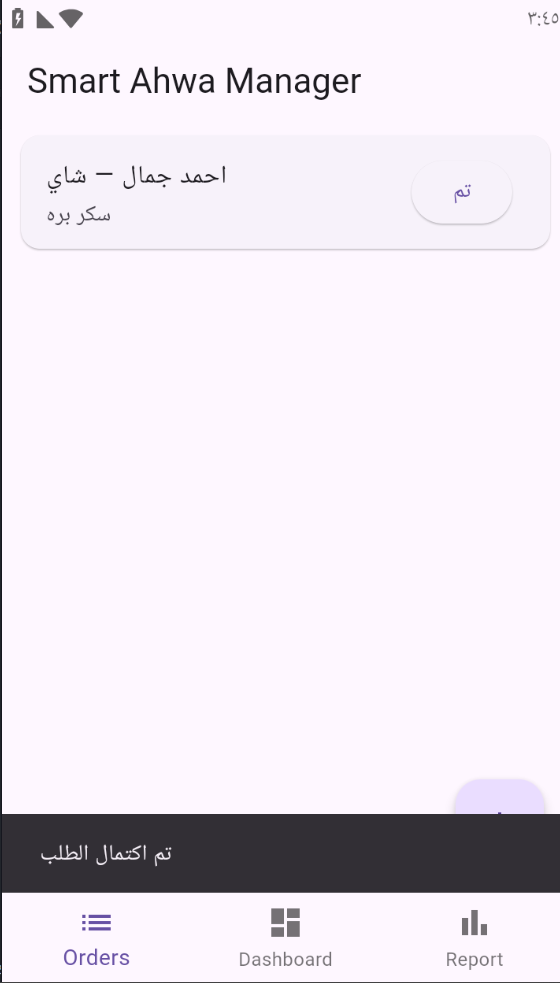 ٣:٤٥
Smart Ahwa Manager
احمد جمال – شاي
سكر بره
تم
تم اكتمال الطلب
Orders
Dashboard
Report